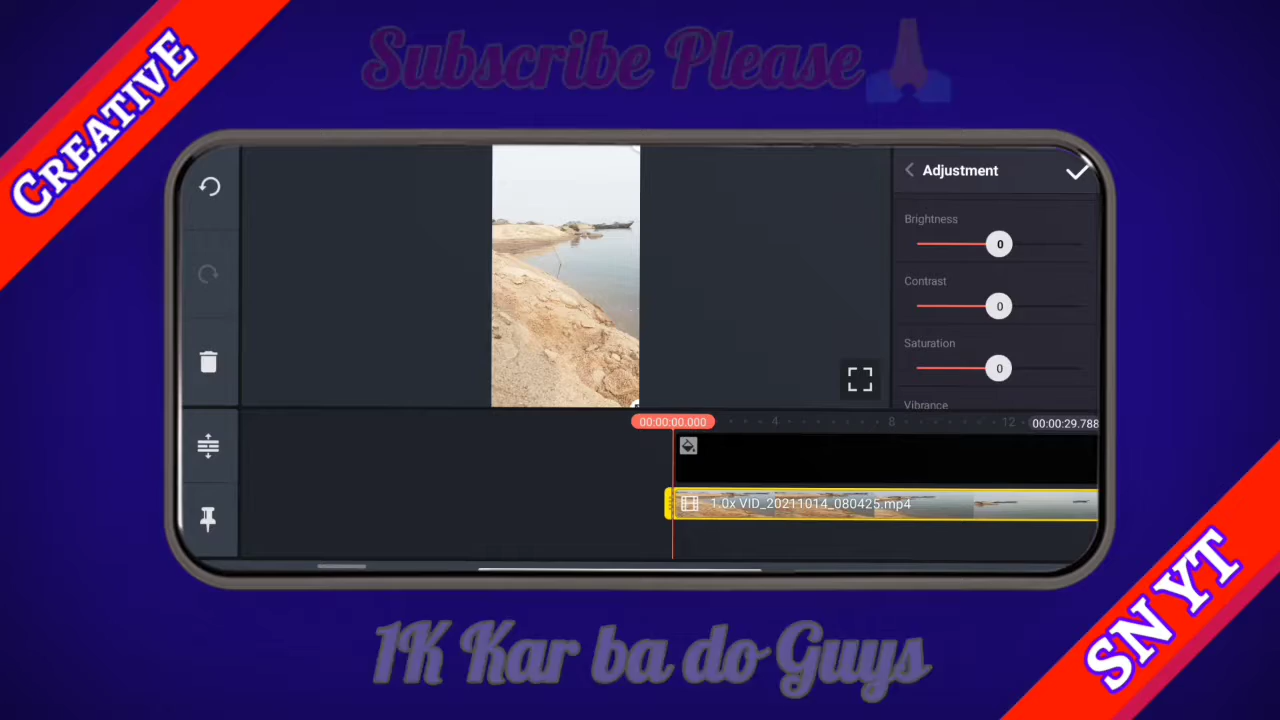 Subscribe Please
CREATIVE
Adjustment
Brightness
0
Contrast
0
Saturation
0
Vibrance
00:00:00.000
4
8
12
00:00:29.788
1.0x VID_20211014_080425.mp4
1K Kar ba do Guys
SN YT